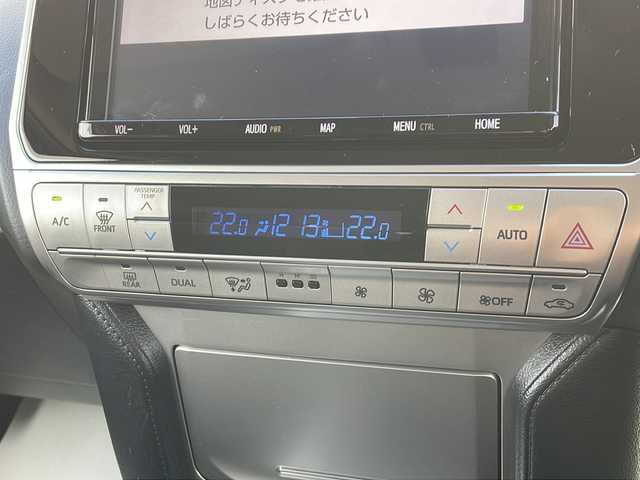 しばらくお待ちください
VOL- VOL+ AUDIO PWR MAP MENU CTRL HOME
A/C FRONT PASSENGER TEMP 22.0 12 13 22.0 AUTO
REAR DUAL OFF